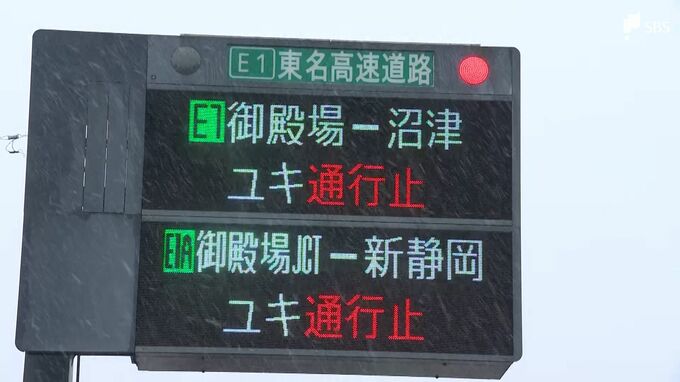 SBS
E1 東名高速道路
E1 御殿場ー沼津
ユキ 通行止
E1A 御殿場JCTー新静岡
ユキ 通行止